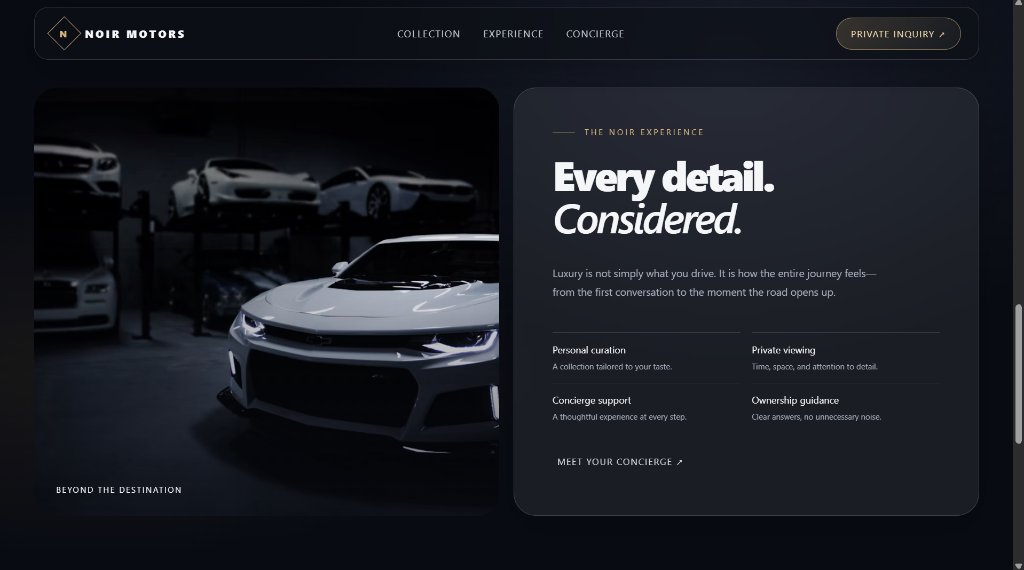 N
NOIR MOTORS
COLLECTION
EXPERIENCE
CONCIERGE
PRIVATE INQUIRY ↗
BEYOND THE DESTINATION
THE NOIR EXPERIENCE
Every detail.
Considered.
Luxury is not simply what you drive. It is how the entire journey feels—
from the first conversation to the moment the road opens up.
Personal curation
A collection tailored to your taste.
Private viewing
Time, space, and attention to detail.
Concierge support
A thoughtful experience at every step.
Ownership guidance
Clear answers, no unnecessary noise.
MEET YOUR CONCIERGE ↗